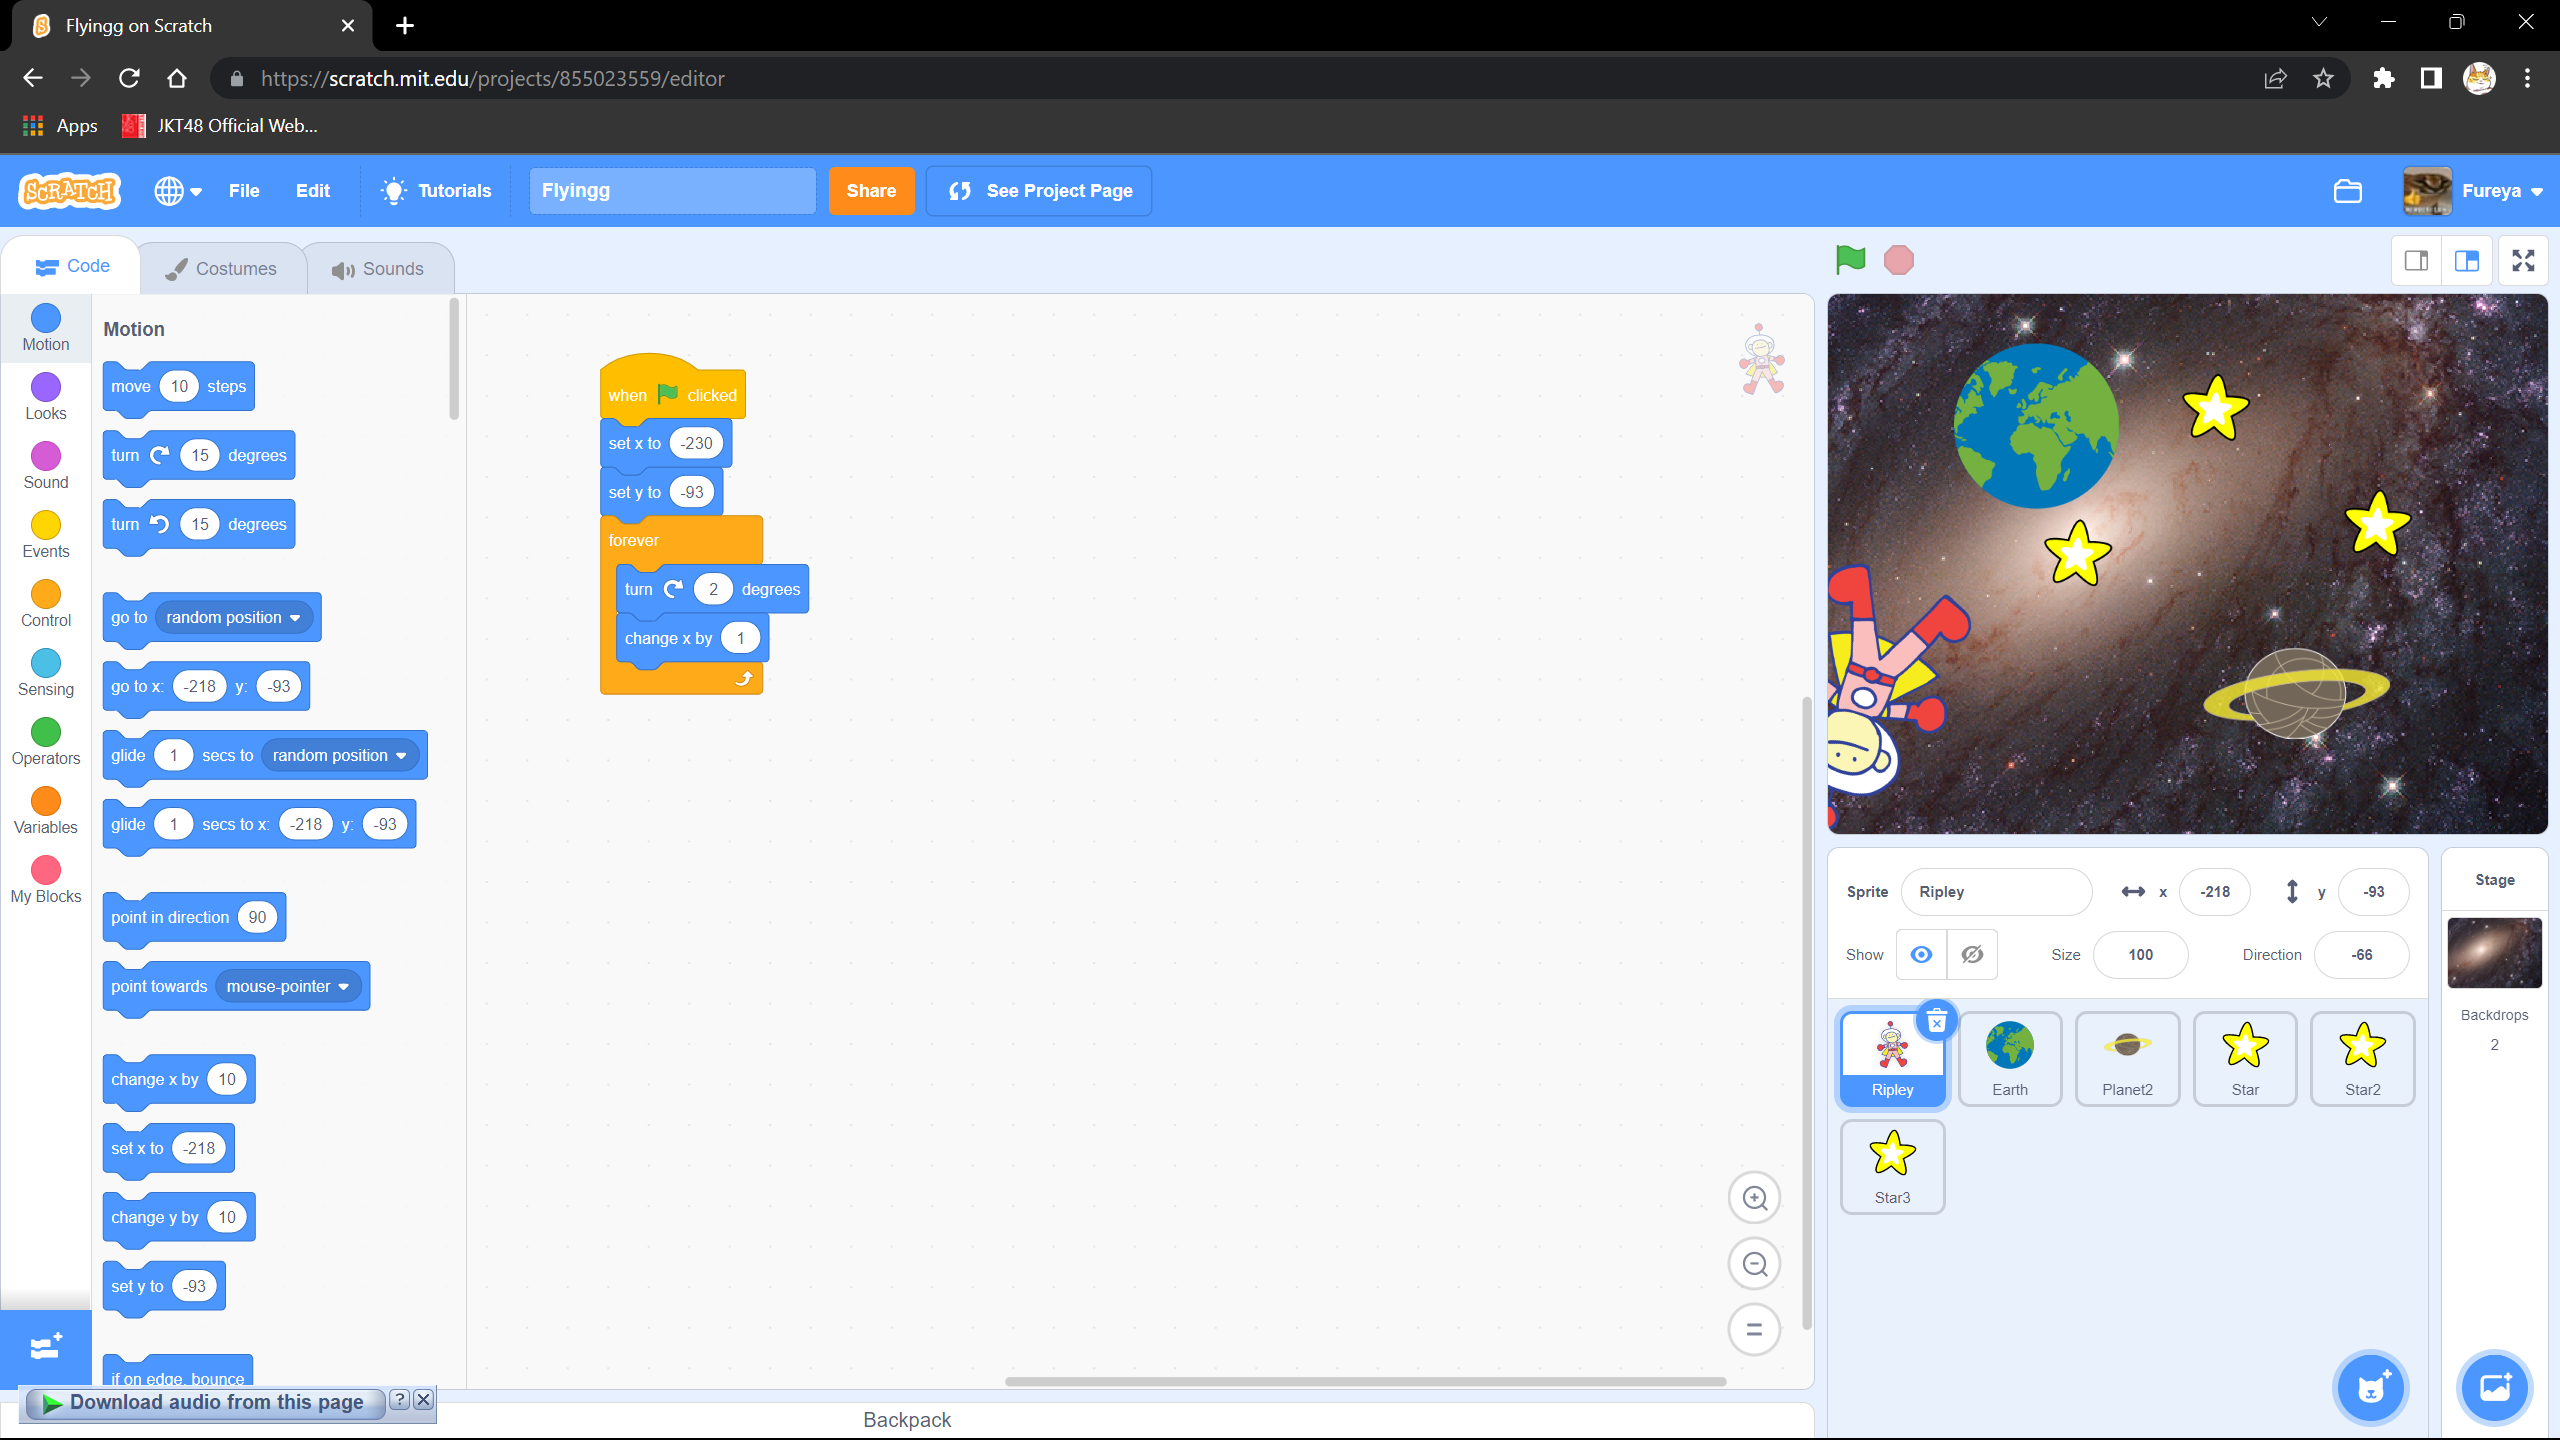 Flyingg on Scratch
https://scratch.mit.edu/projects/855023559/editor
Apps
JKT48 Official Web...
SCRATCH
File
Edit
Tutorials
Flyingg
Share
See Project Page
Fureya
Code
Costumes
Sounds
Motion
Looks
Sound
Events
Control
Sensing
Operators
Variables
My Blocks
Motion
move 10 steps
turn 15 degrees
turn 15 degrees
go to random position
go to x: -218 y: -93
glide 1 secs to random position
glide 1 secs to x: -218 y: -93
point in direction 90
point towards mouse-pointer
change x by 10
set x to -218
change y by 10
set y to -93
if on edge, bounce
when clicked
set x to -230
set y to -93
forever
turn 2 degrees
change x by 1
Sprite Ripley x -218 y -93
Show Size 100 Direction -66
Ripley
Earth
Planet2
Star
Star2
Star3
Stage
Backdrops
2
Download audio from this page ?
Backpack